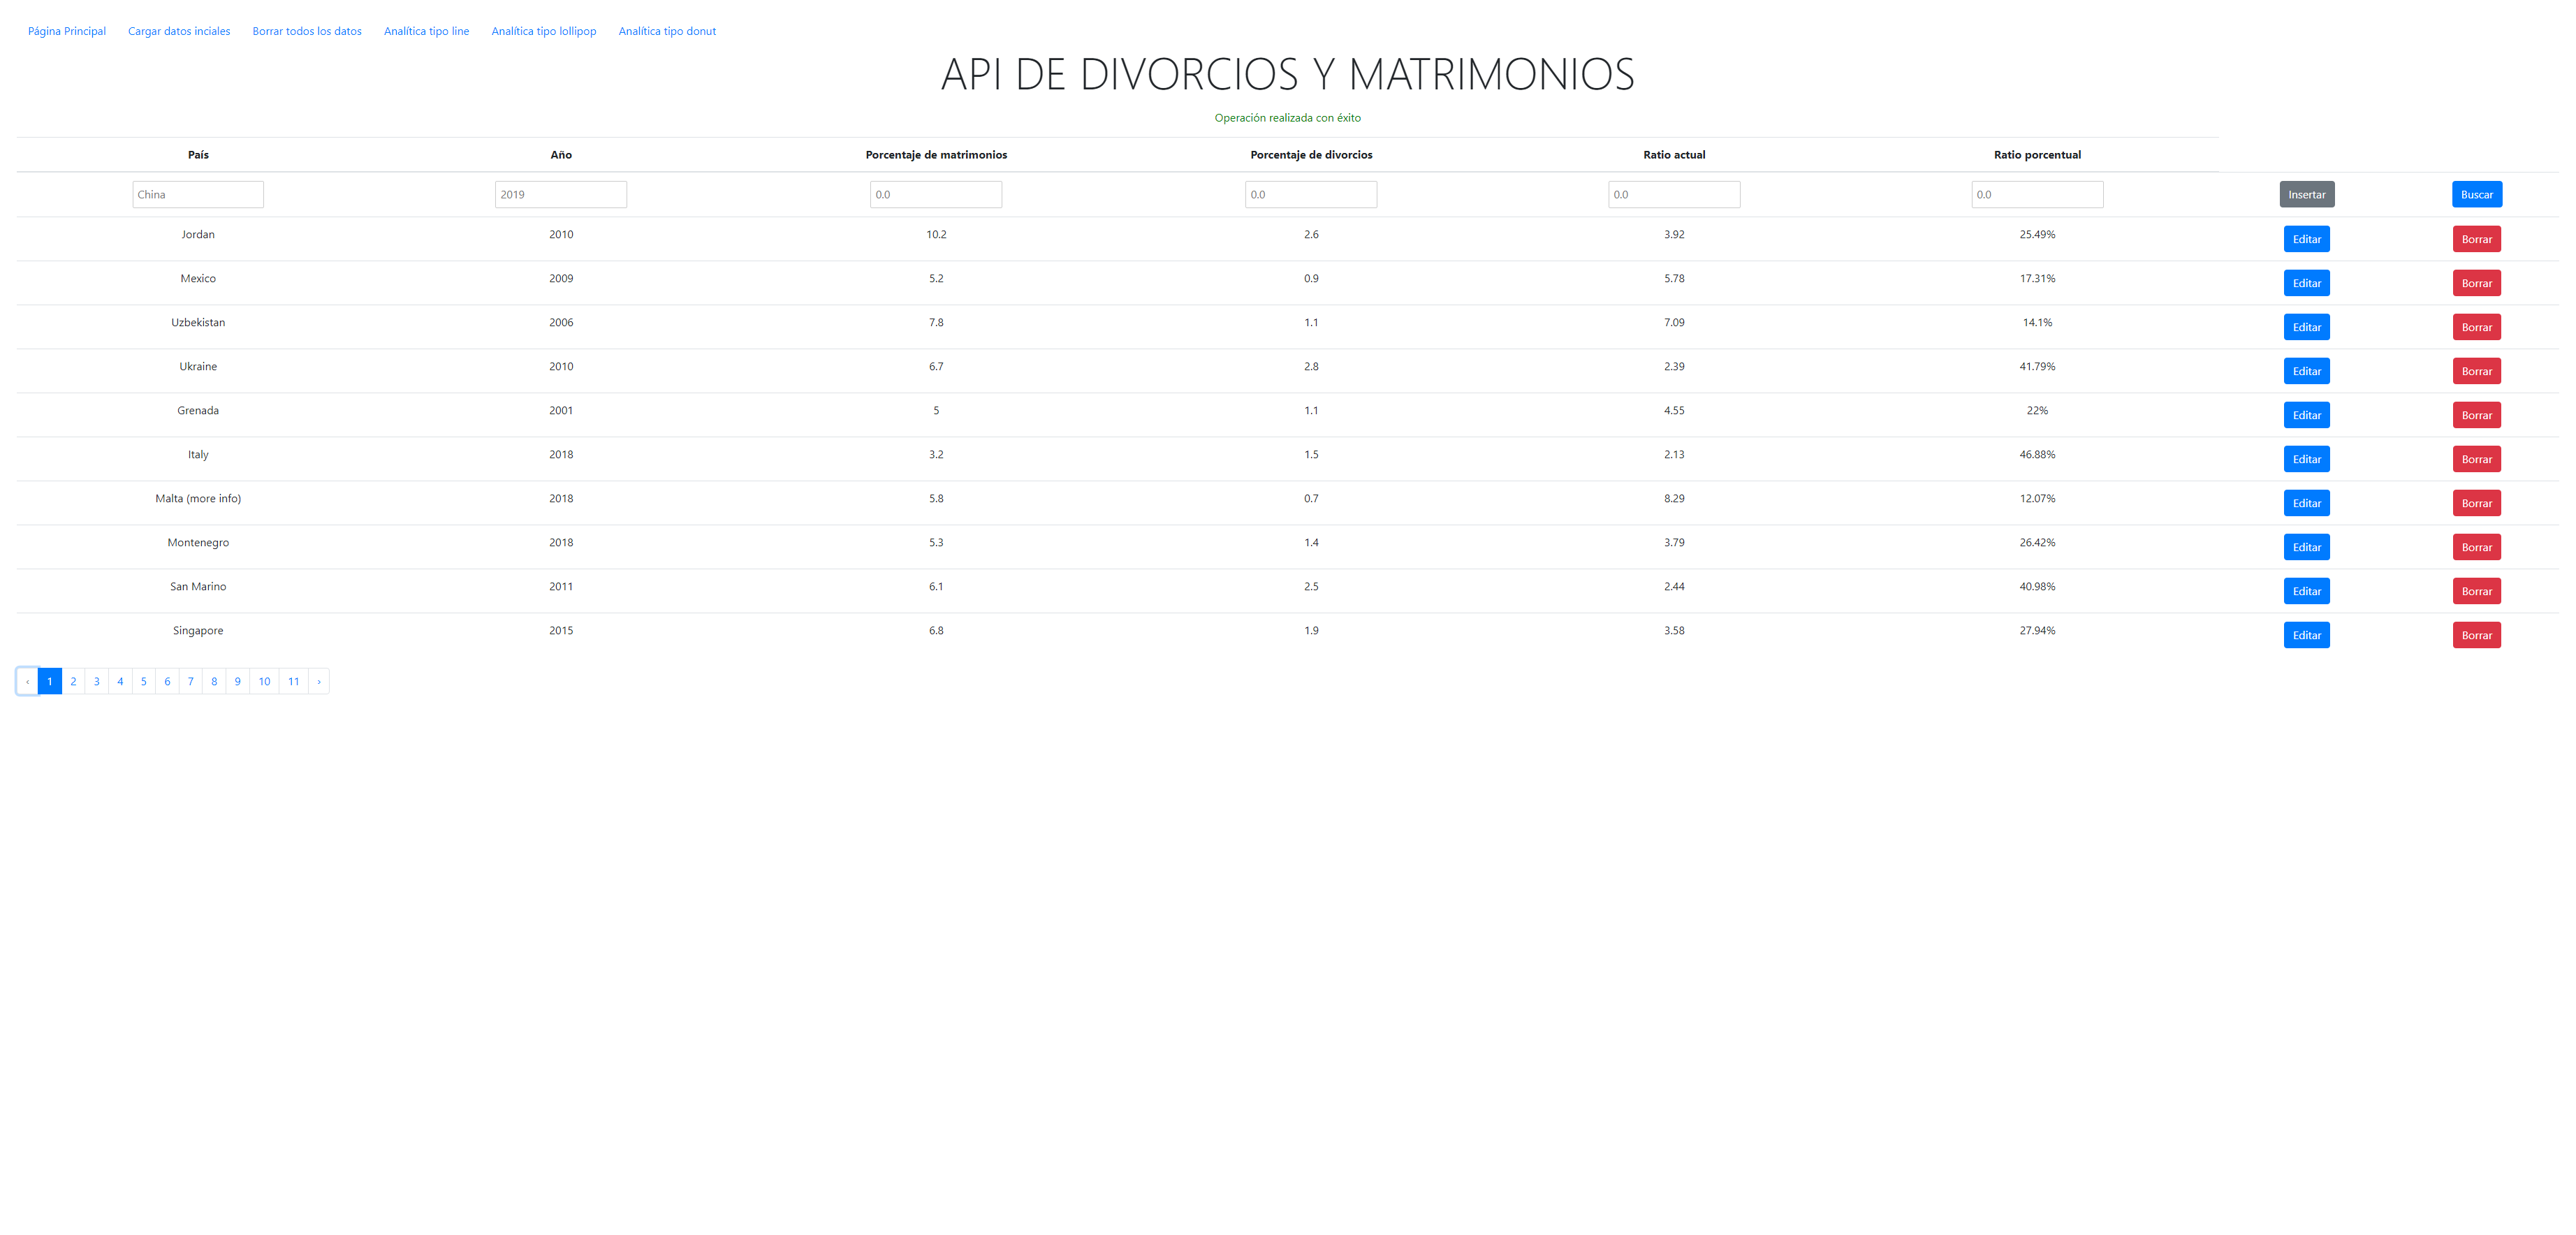 Página Principal Cargar datos inciales Borrar todos los datos Analítica tipo line Analítica tipo lollipop Analítica tipo donut
API DE DIVORCIOS Y MATRIMONIOS
Operación realizada con éxito
País Año Porcentaje de matrimonios Porcentaje de divorcios Ratio actual Ratio porcentual
China 2019 0.0 0.0 0.0 0.0 Insertar Buscar
Jordan 2010 10.2 2.6 3.92 25.49% Editar Borrar
Mexico 2009 5.2 0.9 5.78 17.31% Editar Borrar
Uzbekistan 2006 7.8 1.1 7.09 14.1% Editar Borrar
Ukraine 2010 6.7 2.8 2.39 41.79% Editar Borrar
Grenada 2001 5 1.1 4.55 22% Editar Borrar
Italy 2018 3.2 1.5 2.13 46.88% Editar Borrar
Malta (more info) 2018 5.8 0.7 8.29 12.07% Editar Borrar
Montenegro 2018 5.3 1.4 3.79 26.42% Editar Borrar
San Marino 2011 6.1 2.5 2.44 40.98% Editar Borrar
Singapore 2015 6.8 1.9 3.58 27.94% Editar Borrar
‹ 1 2 3 4 5 6 7 8 9 10 11 ›